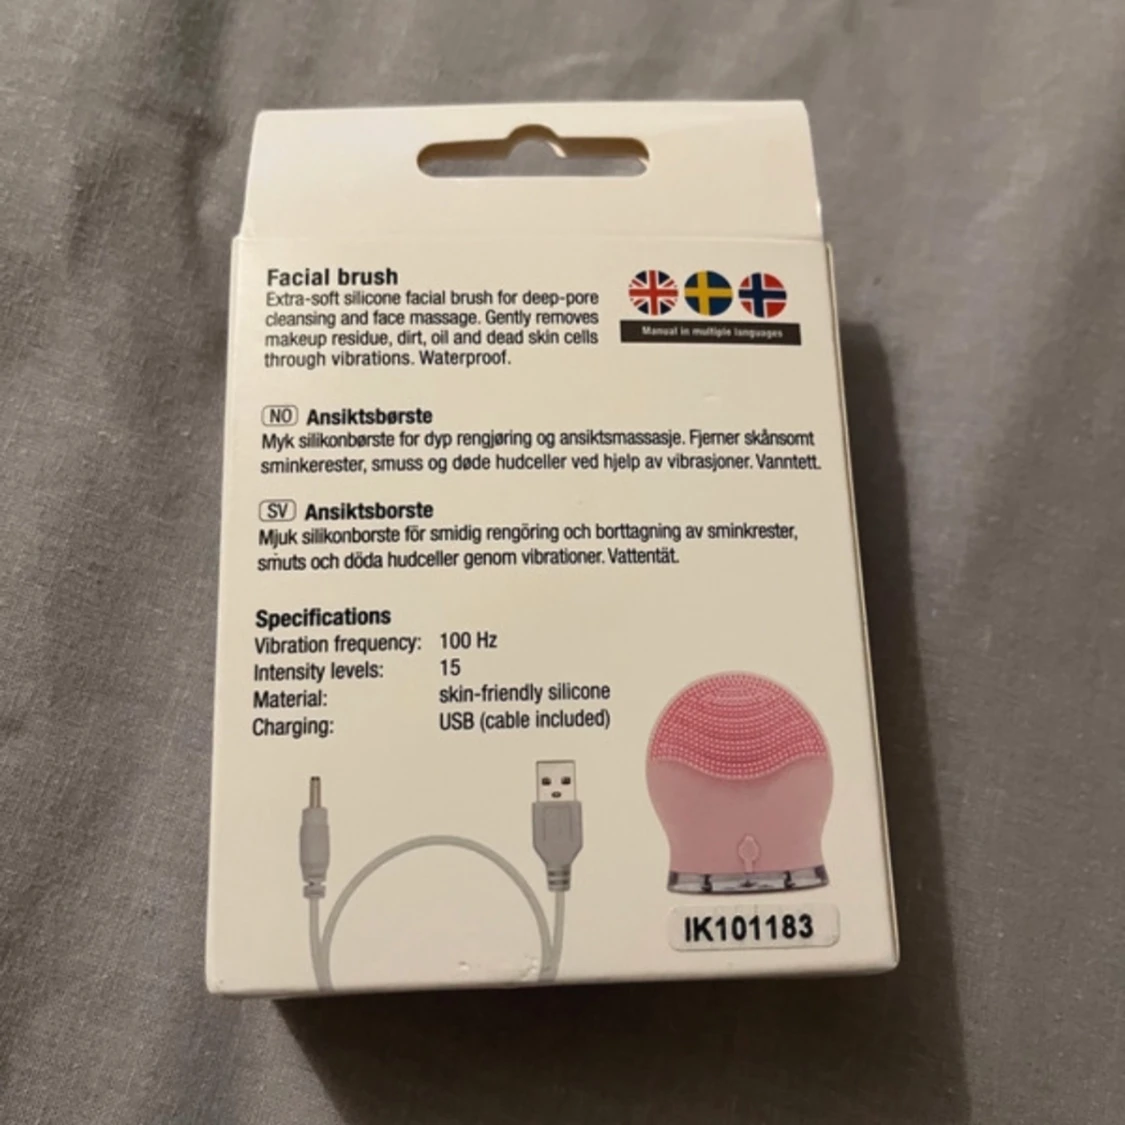 Facial brush
Extra-soft silicone facial brush for deep-pore
cleansing and face massage. Gently removes
makeup residue, dirt, oil and dead skin cells
through vibrations. Waterproof.
Manual in multiple languages
NO Ansiktsbørste
Myk silikonbørste for dyp rengjøring og ansiktsmassasje. Fjerner skånsomt
sminkerester, smuss og døde hudceller ved hjelp av vibrasjoner. Vanntett.
SV Ansiktsborste
Mjuk silikonborste för smidig rengöring och borttagning av sminkrester,
smuts och döda hudceller genom vibrationer. Vattentät.
Specifications
Vibration frequency: 100 Hz
Intensity levels: 15
Material: skin-friendly silicone
Charging: USB (cable included)
IK101183